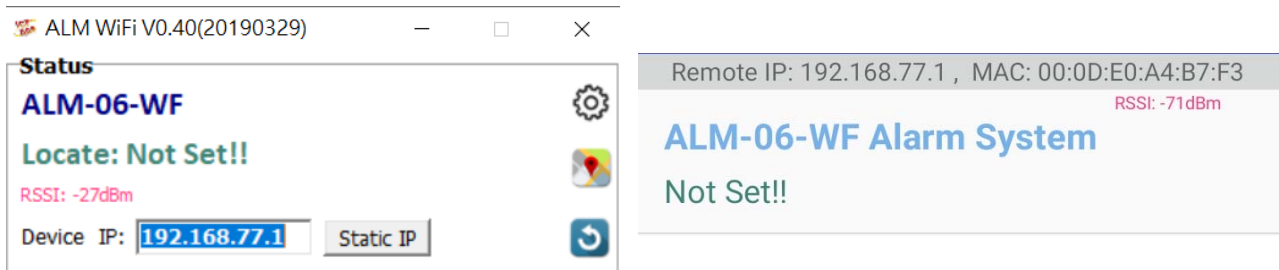 ALM WiFi V0.40(20190329)
Status
ALM-06-WF
Locate: Not Set!!
RSSI: -27dBm
Device IP: 192.168.77.1 Static IP
Remote IP: 192.168.77.1 , MAC: 00:0D:E0:A4:B7:F3
RSSI: -71dBm
ALM-06-WF Alarm System
Not Set!!